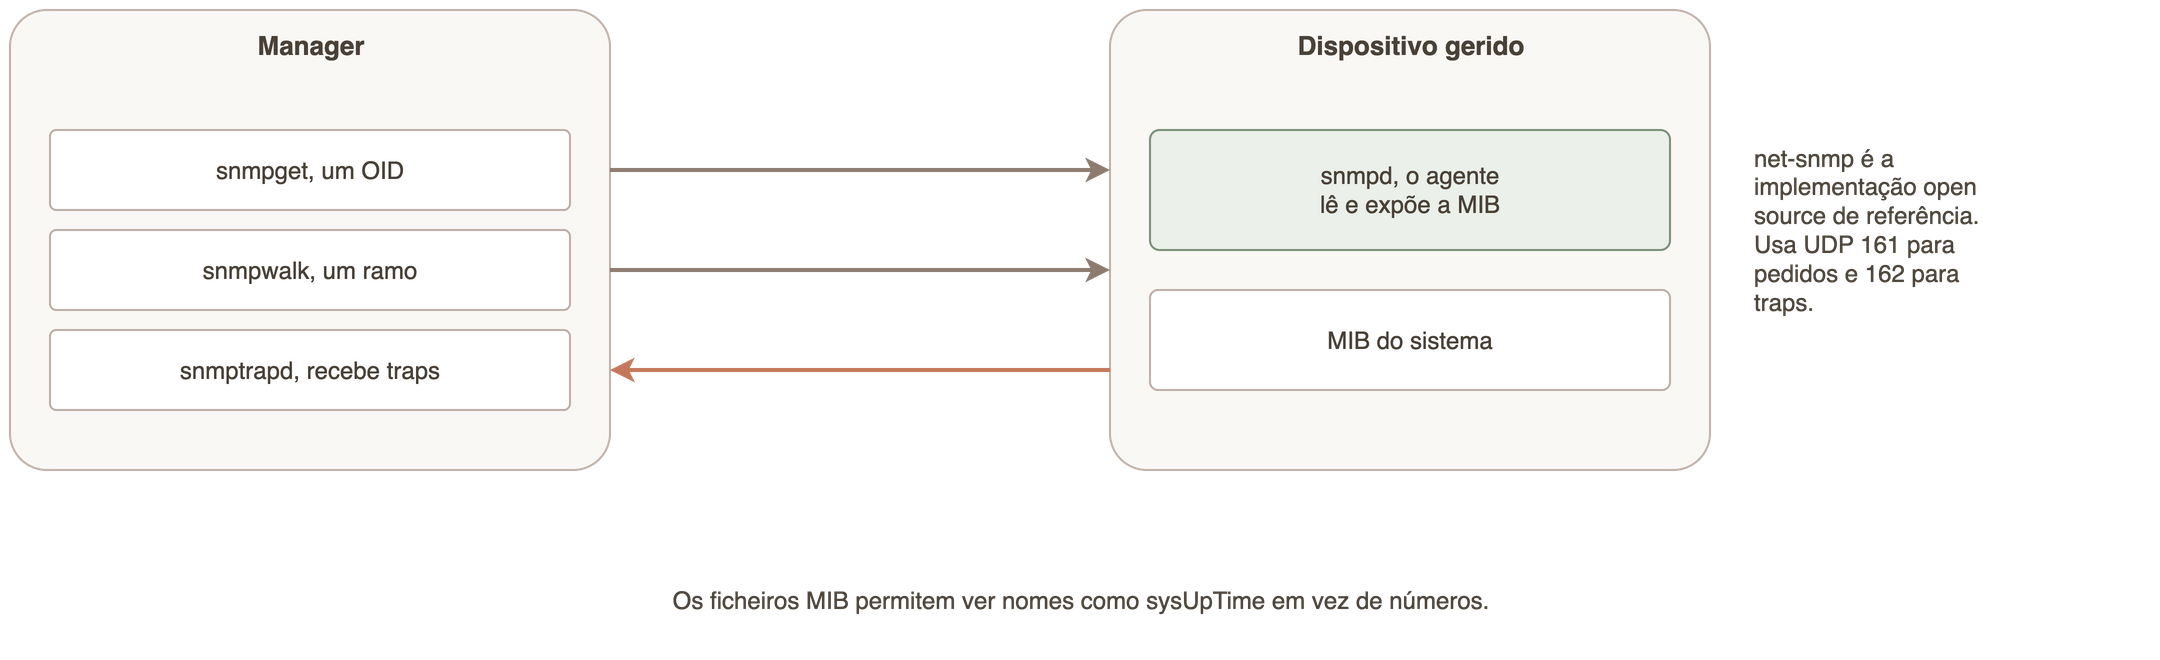 Manager
snmpget, um OID
snmpwalk, um ramo
snmptrapd, recebe traps
Dispositivo gerido
snmpd, o agente
lê e expõe a MIB
MIB do sistema
net-snmp é a
implementação open
source de referência.
Usa UDP 161 para
pedidos e 162 para
traps.
Os ficheiros MIB permitem ver nomes como sysUpTime em vez de números.